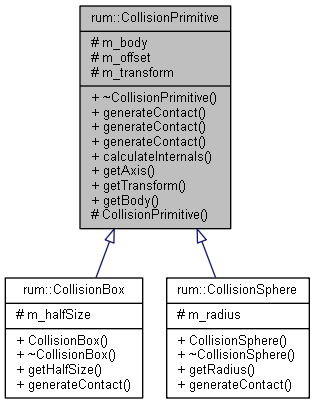 rum::CollisionPrimitive
# m_body
# m_offset
# m_transform
+ ~CollisionPrimitive()
+ generateContact()
+ generateContact()
+ generateContact()
+ calculateInternals()
+ getAxis()
+ getTransform()
+ getBody()
# CollisionPrimitive()
rum::CollisionBox
# m_halfSize
+ CollisionBox()
+ ~CollisionBox()
+ getHalfSize()
+ generateContact()
rum::CollisionSphere
# m_radius
+ CollisionSphere()
+ ~CollisionSphere()
+ getRadius()
+ generateContact()